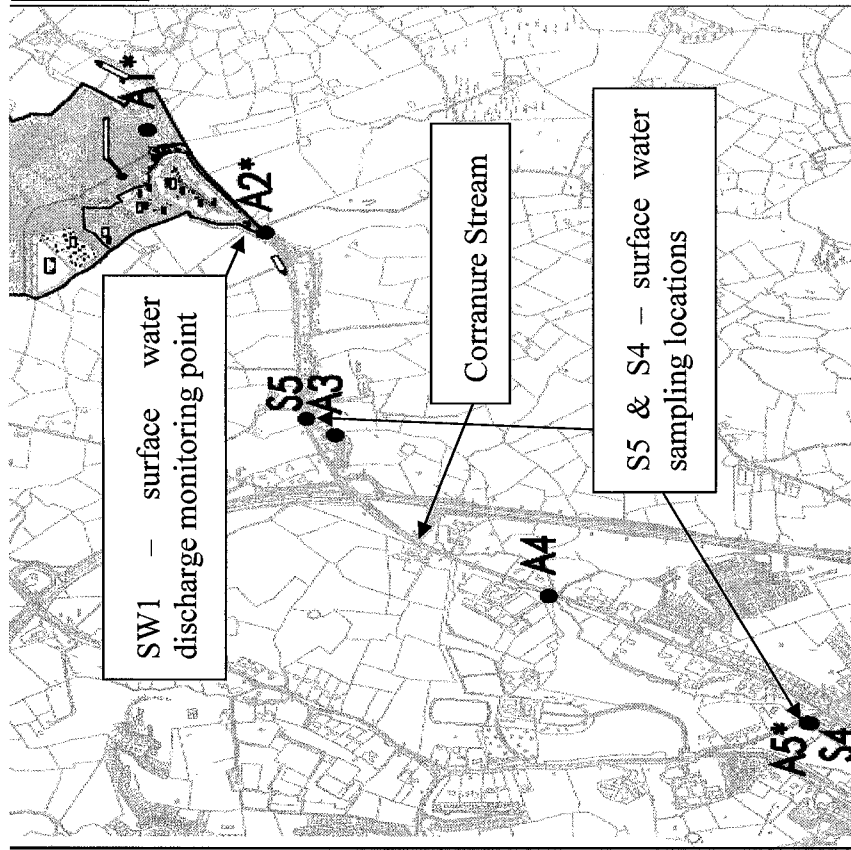 SW1 – surface water
discharge monitoring point
A1*
A2*
S5
A3
Corranure Stream
A4
S5 & S4 – surface water
sampling locations
A5*
S4